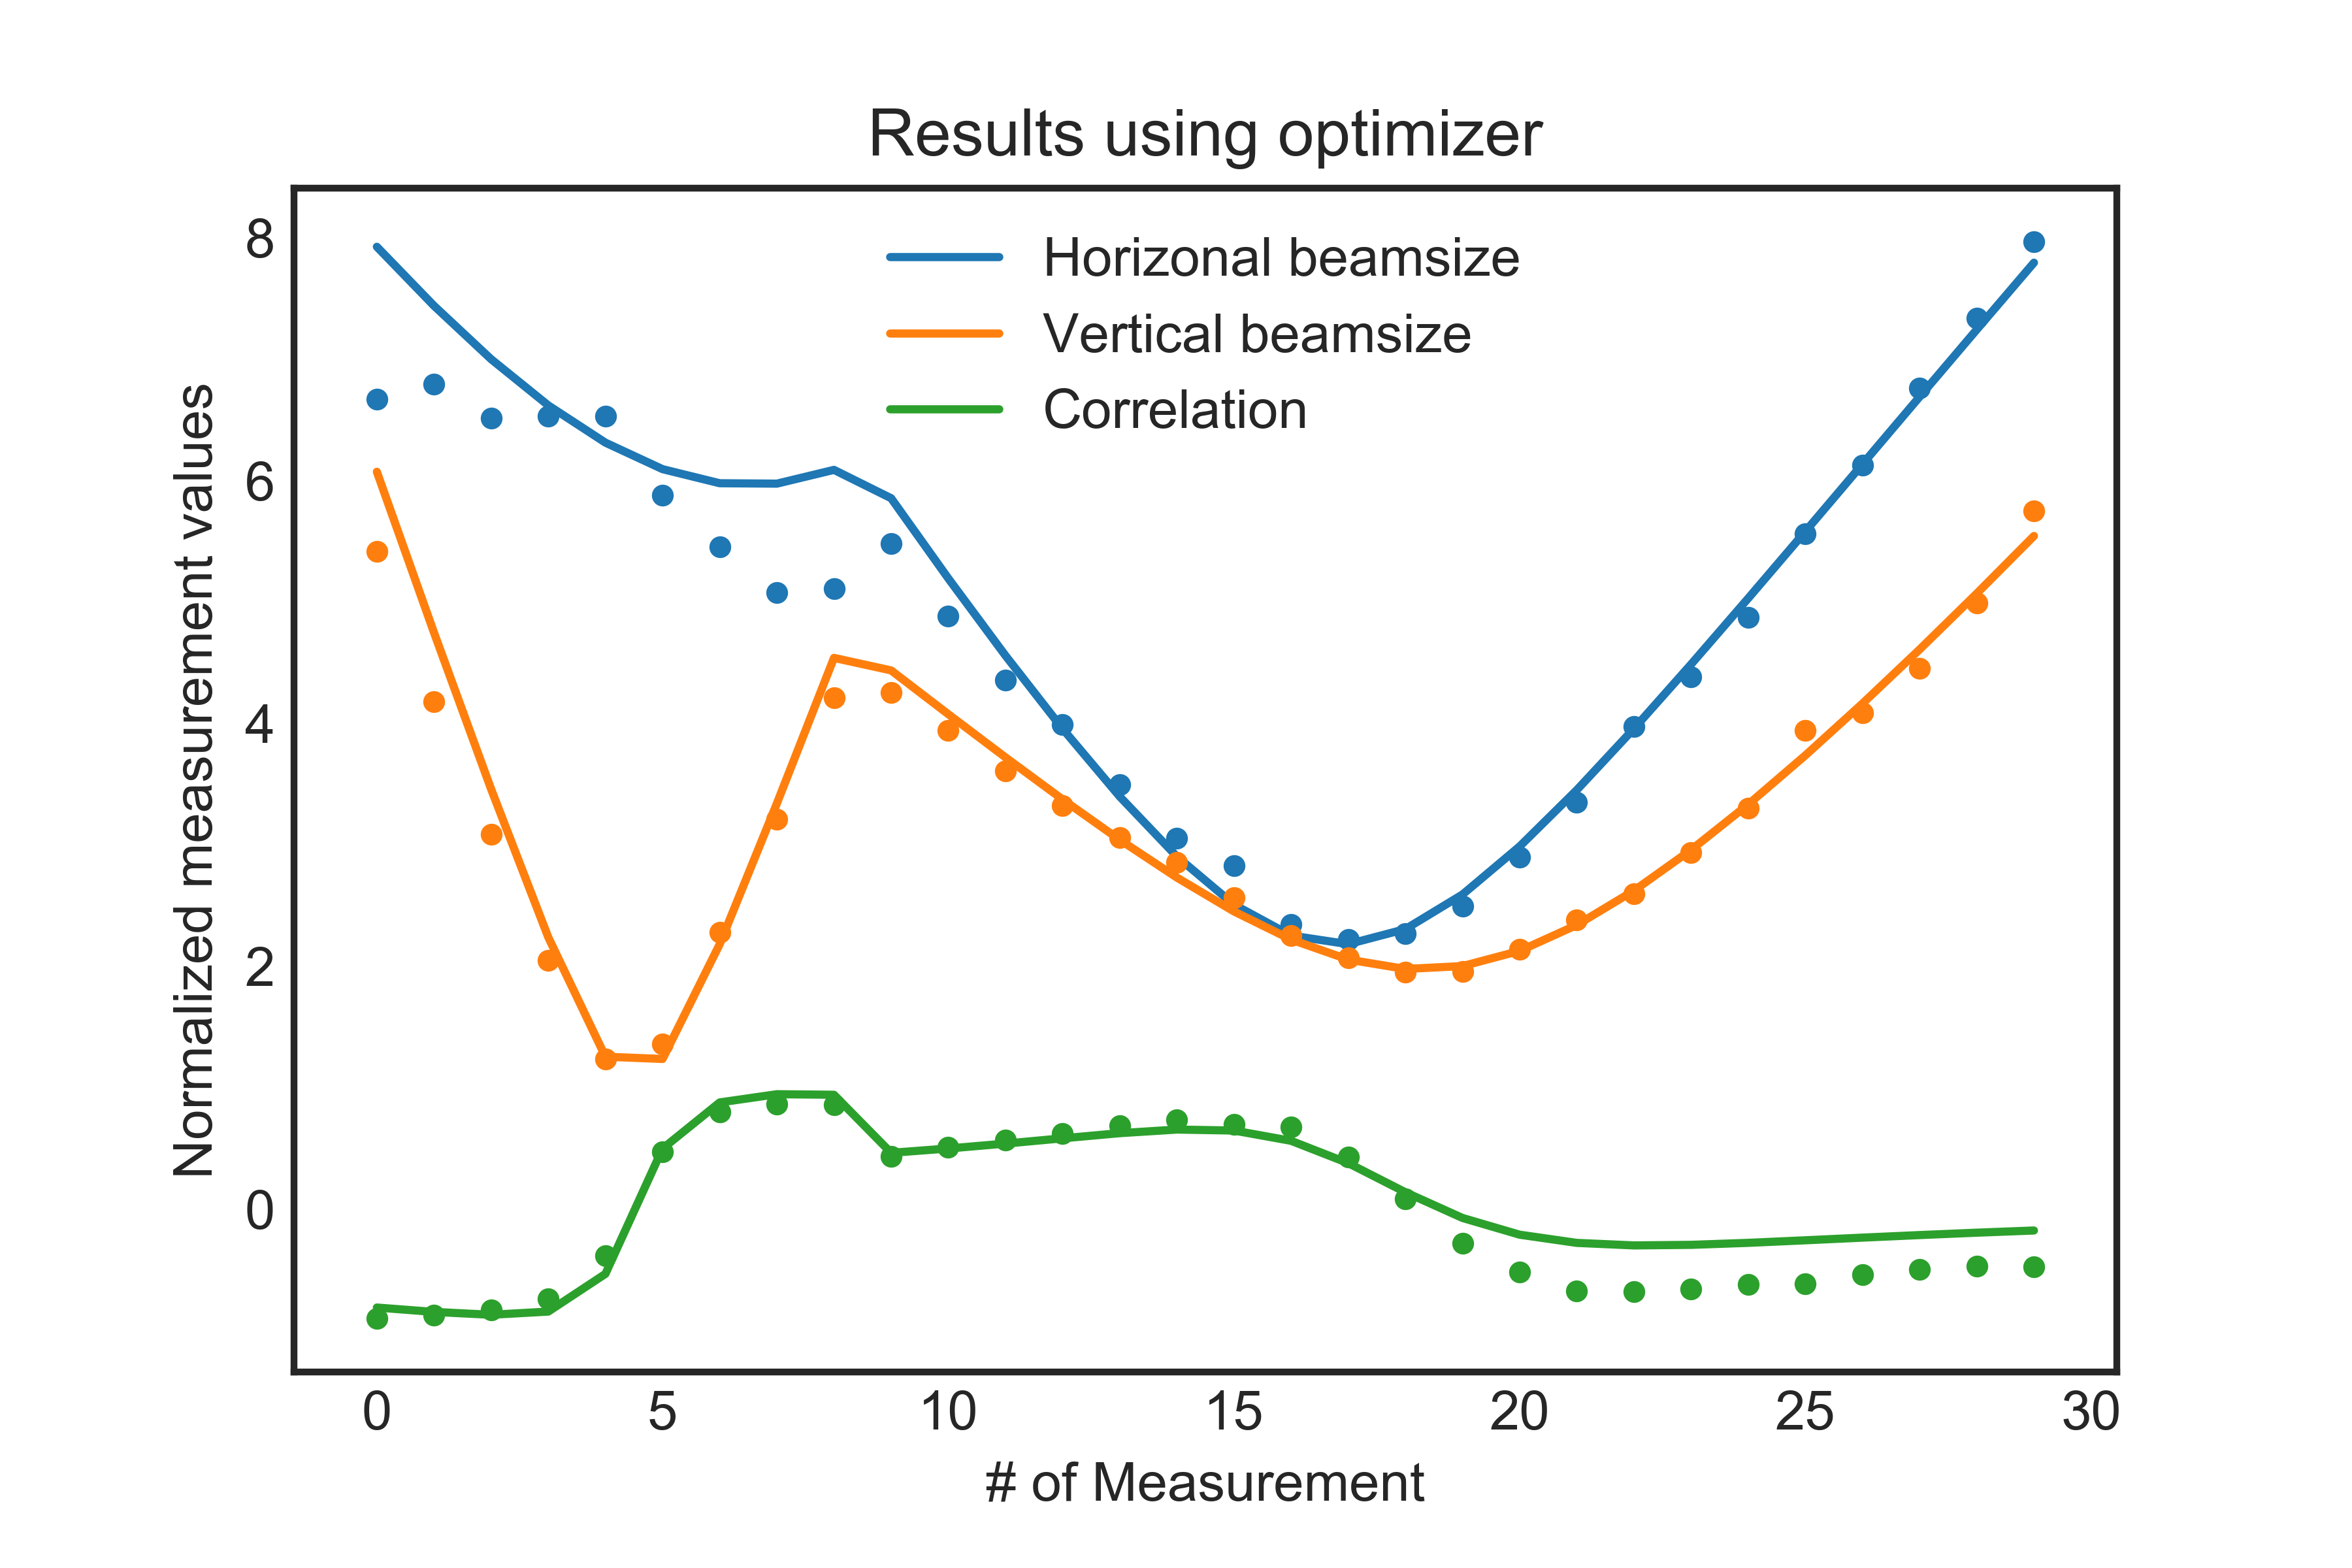 Results using optimizer
Horizonal beamsize
Vertical beamsize
Correlation
Normalized measurement values
8
6
4
2
0
0 5 10 15 20 25 30
# of Measurement